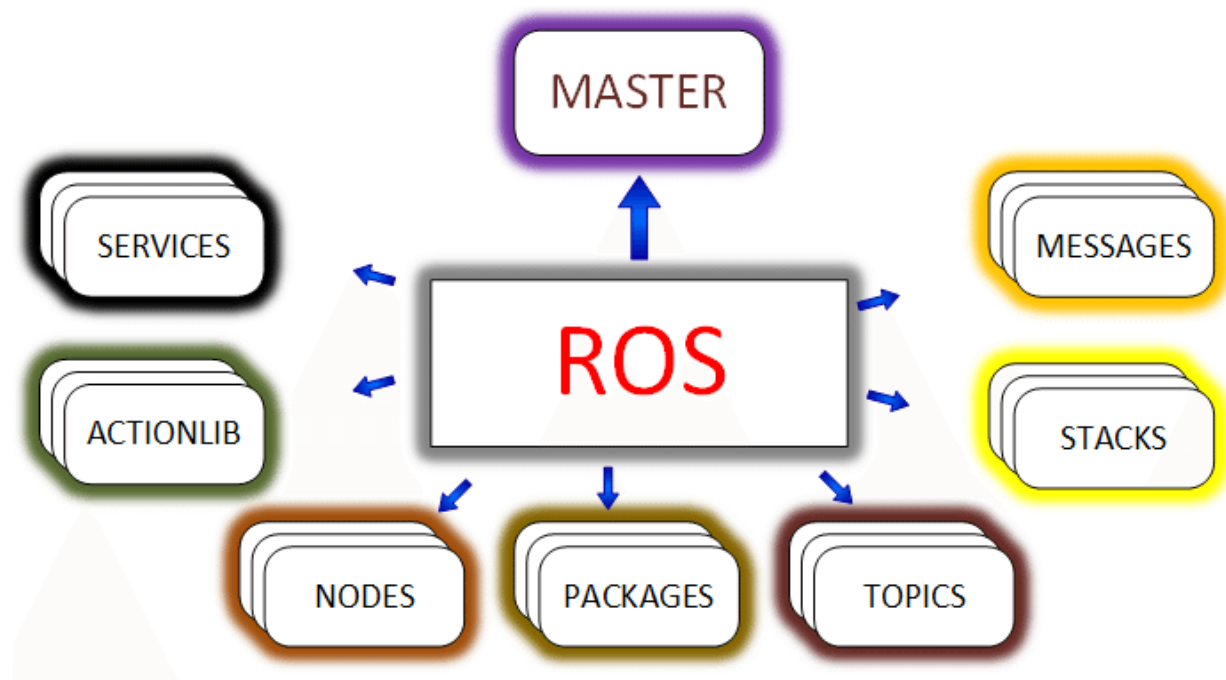 MASTER
SERVICES
MESSAGES
ROS
ACTIONLIB
STACKS
NODES
PACKAGES
TOPICS